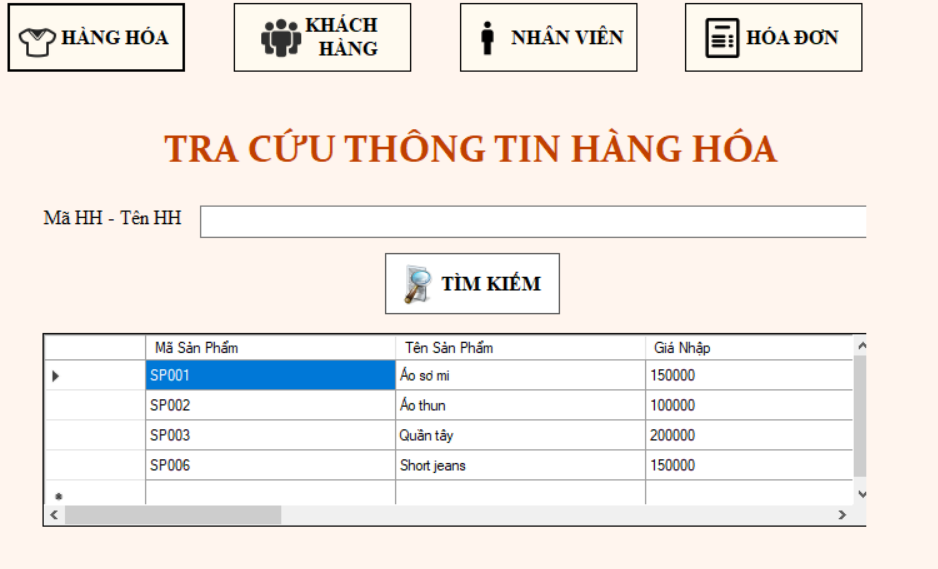 HÀNG HÓA
KHÁCH
HÀNG
NHÂN VIÊN
HÓA ĐƠN
TRA CỨU THÔNG TIN HÀNG HÓA
Mã HH - Tên HH
TÌM KIẾM
Mã Sản Phẩm Tên Sản Phẩm Giá Nhập
SP001 Áo sơ mi 150000
SP002 Áo thun 100000
SP003 Quần tây 200000
SP006 Short jeans 150000